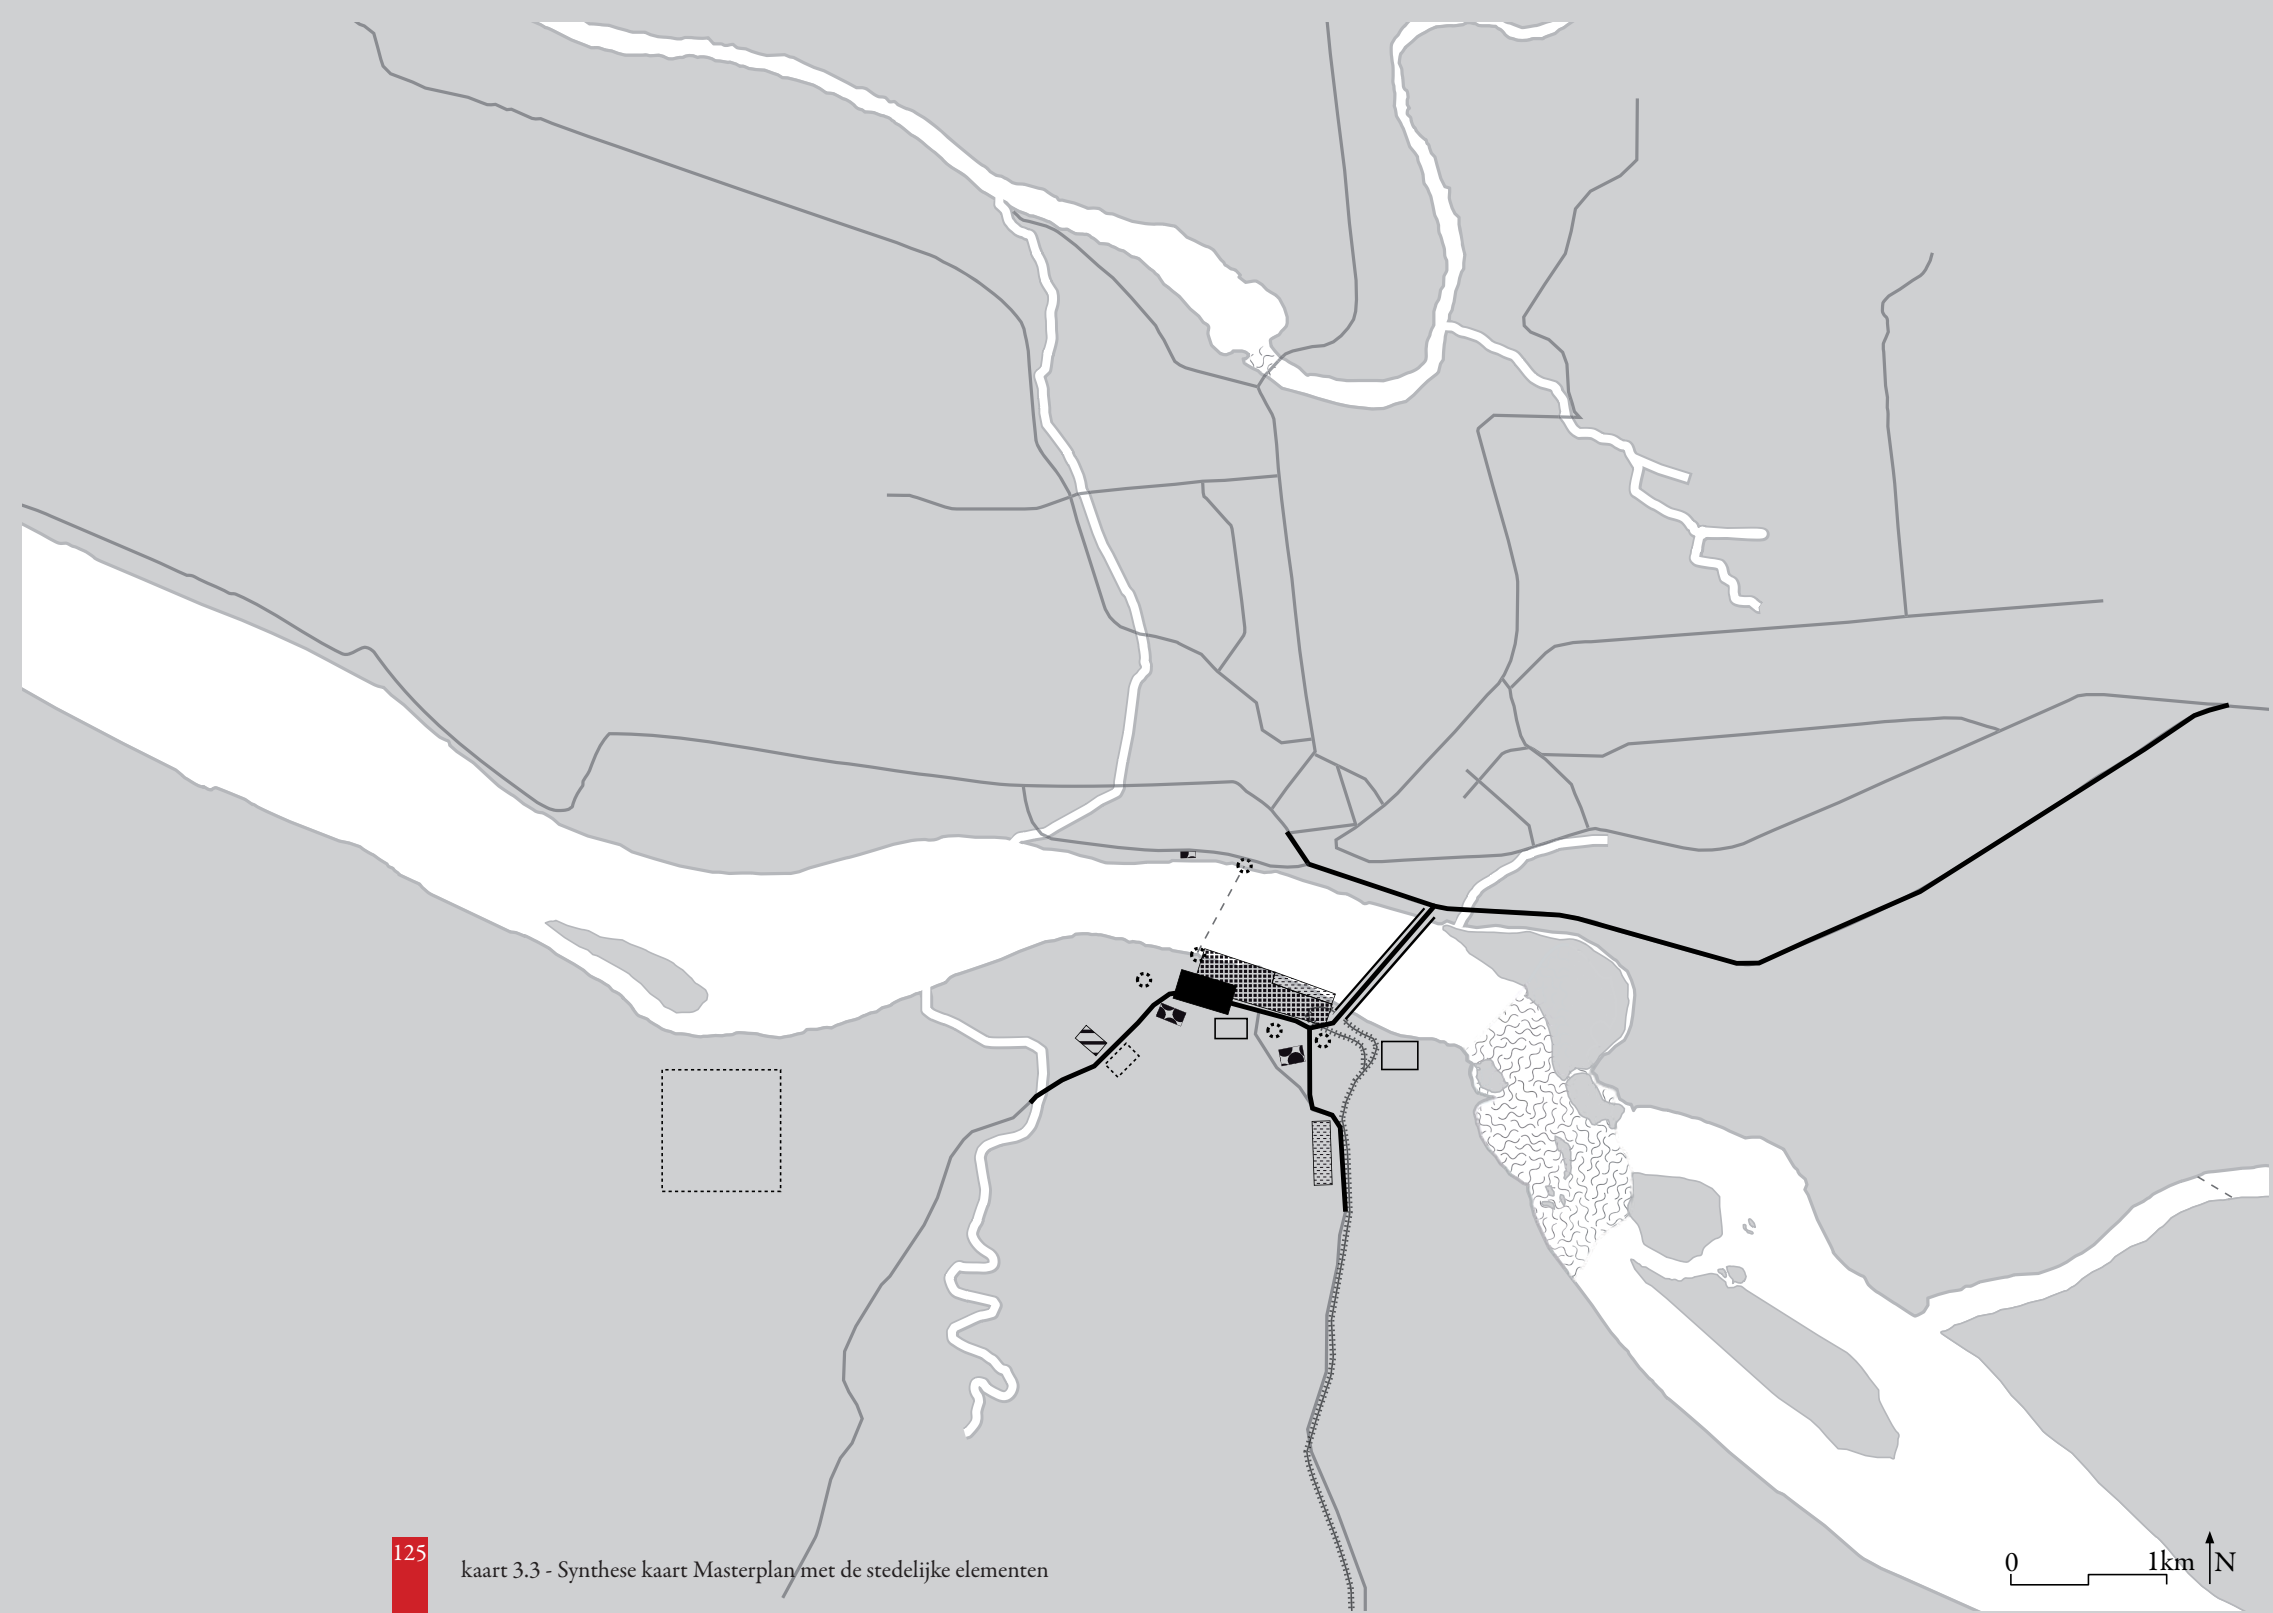 125
kaart 3.3 - Synthese kaart Masterplan met de stedelijke elementen
0 1km N